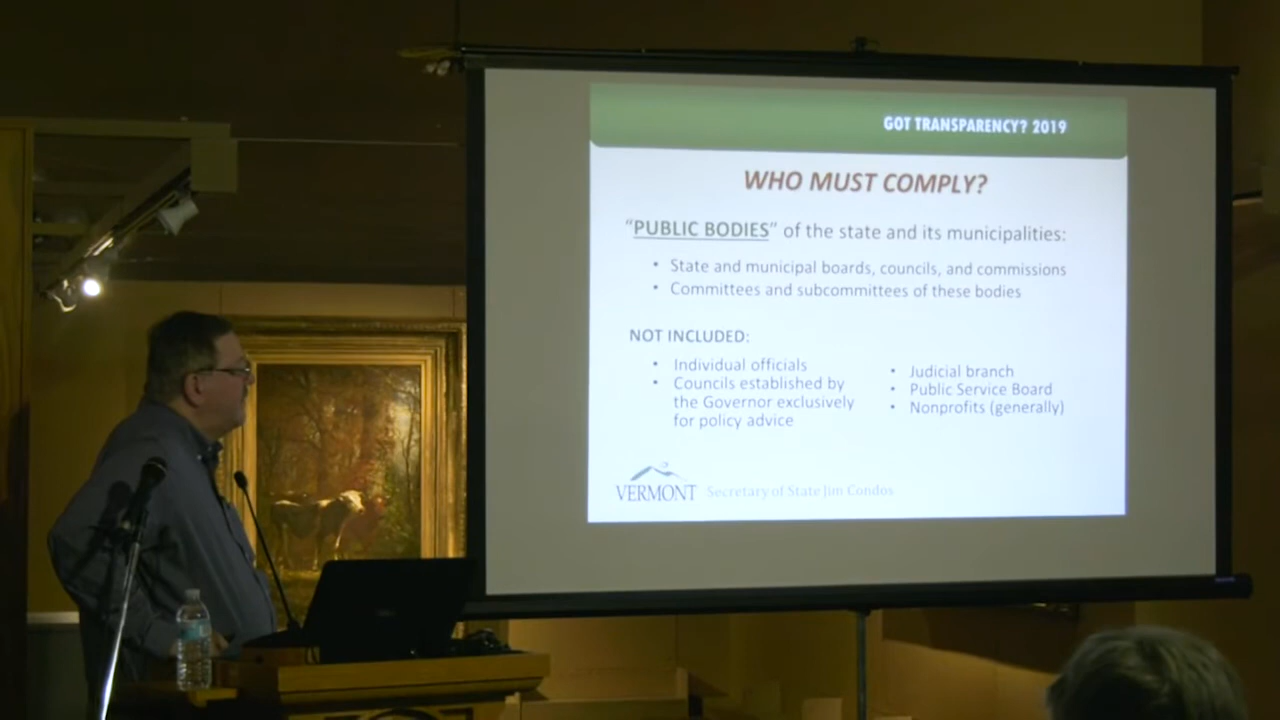 GOT TRANSPARENCY? 2019
WHO MUST COMPLY?
"PUBLIC BODIES" of the state and its municipalities:
• State and municipal boards, councils, and commissions
• Committees and subcommittees of these bodies
NOT INCLUDED:
• Individual officials
• Councils established by
the Governor exclusively
for policy advice
• Judicial branch
• Public Service Board
• Nonprofits (generally)
VERMONT Secretary of State Jim Condos